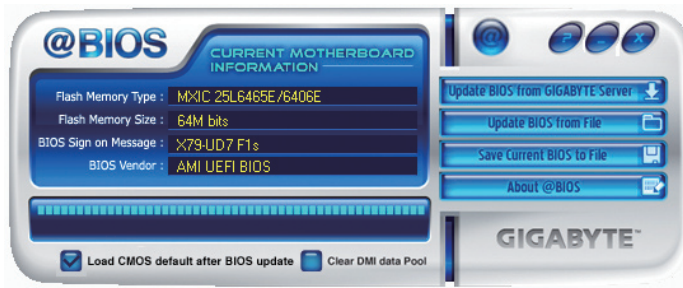 @BIOS
CURRENT MOTHERBOARD
INFORMATION
Flash Memory Type : MXIC 25L6465E/6406E
Flash Memory Size : 64M bits
BIOS Sign on Message : X79-UD7 F1s
BIOS Vendor : AMI UEFI BIOS
Load CMOS default after BIOS update Clear DMI data Pool
@ ? - X
Update BIOS from GIGABYTE Server
Update BIOS from File
Save Current BIOS to File
About @BIOS
GIGABYTE™